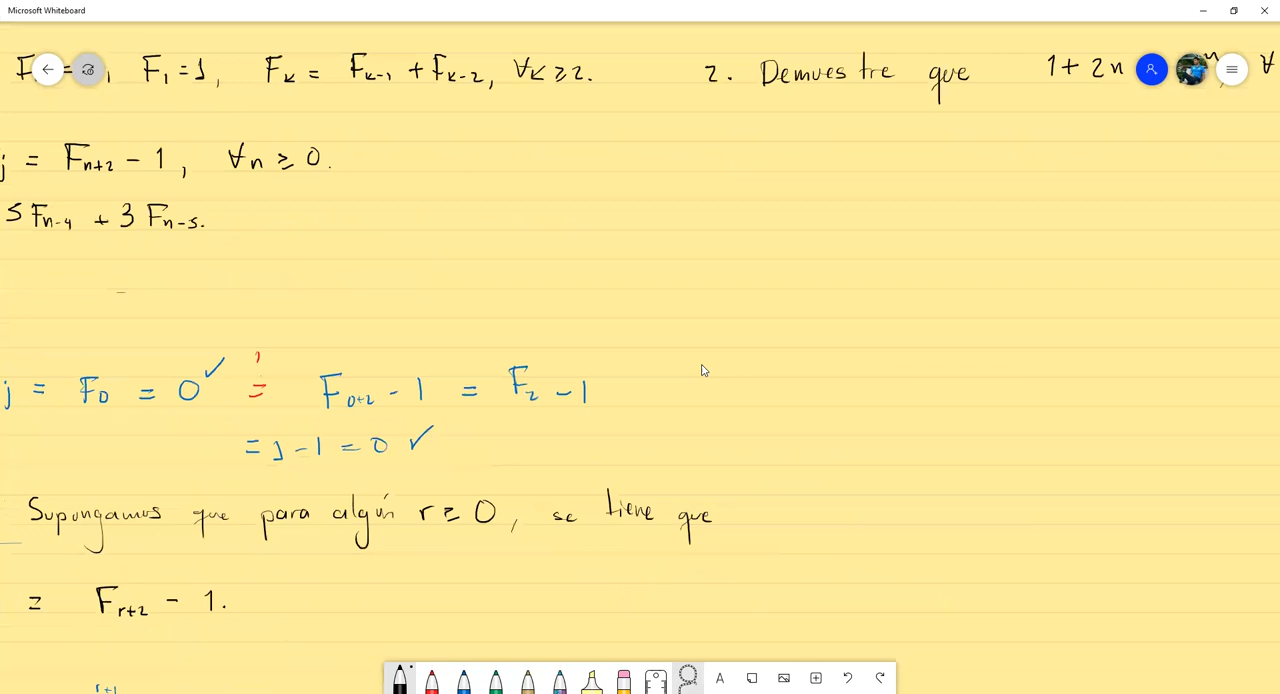 Microsoft Whiteboard
F₁ = 1, Fₖ = Fₖ₋₁ + Fₖ₋₂, ∀k ≥ 2. 2. Demuestre que 1 + 2n
j = Fₙ₊₂ - 1, ∀n ≥ 0.
5 Fₙ₋₄ + 3 Fₙ₋₅.
j = F₀ = 0 ✓ = F₀₊₂ - 1 = F₂ - 1
= 1 - 1 = 0 ✓
Supongamos que para algún r ≥ 0, se tiene que
= Fᵣ₊₂ - 1.
r+1
A